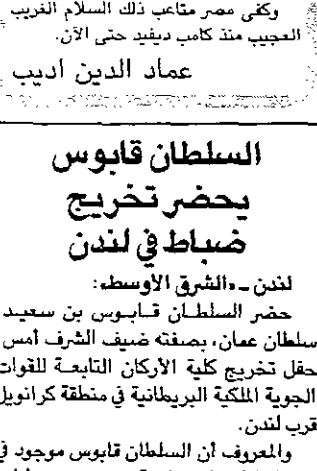 وكفى مصر متاعب ذلك السلام الغريب
العجيب منذ كامب ديفيد حتى الآن.
عماد الدين اديب
السلطان قابوس
يحضر تخريج
ضباط في لندن
لندن ـ «الشرق الاوسط»:
حضر السلطان قابوس بن سعيد
سلطان عمان، بصفته ضيف الشرف أمس
حفل تخريج كلية الأركان التابعة للقوات
الجوية الملكية البريطانية في منطقة كرانويل
قرب لندن.
والمعروف أن السلطان قابوس موجود في